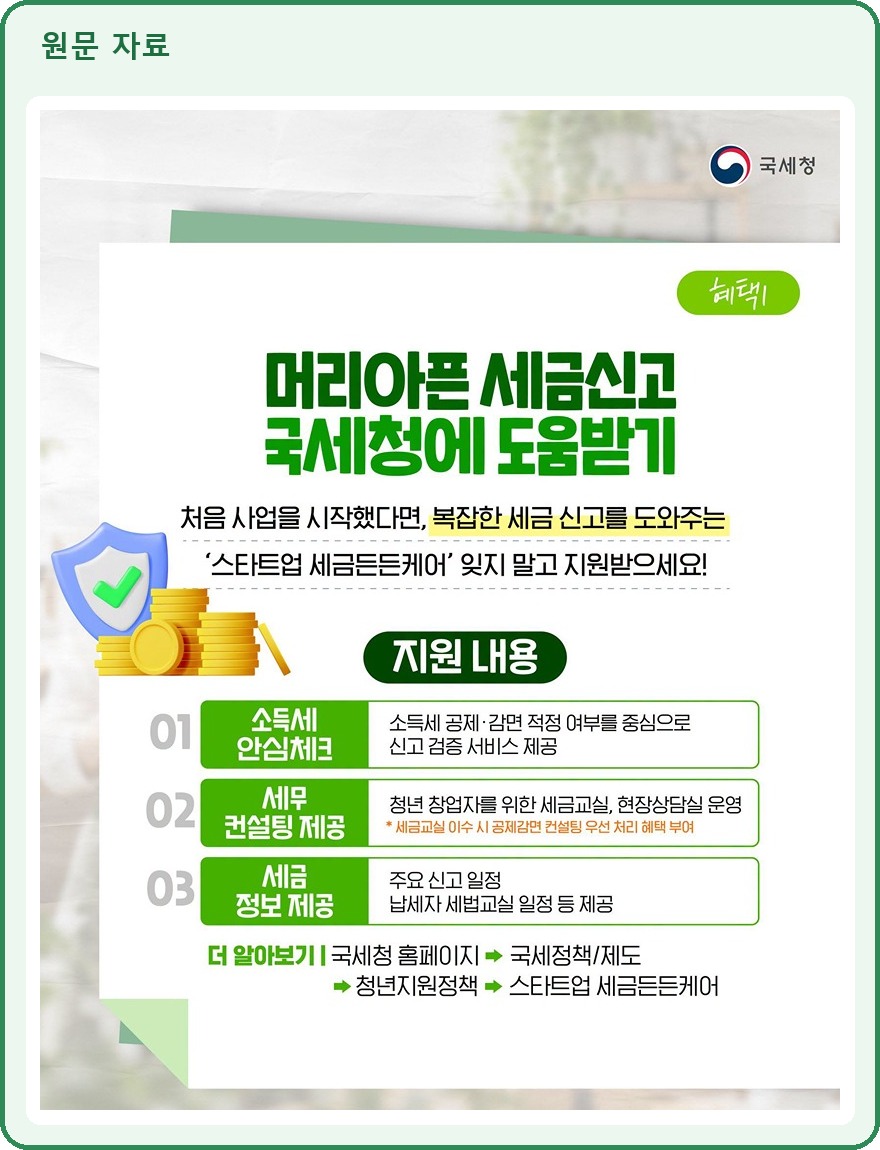 원문 자료
국세청
혜택1
머리아픈 세금신고
국세청에 도움받기
처음 사업을 시작했다면, 복잡한 세금 신고를 도와주는
‘스타트업 세금든든케어’ 잊지 말고 지원받으세요!
지원 내용
01
소득세
안심체크
소득세 공제·감면 적정 여부를 중심으로
신고 검증 서비스 제공
02
세무
컨설팅 제공
청년 창업자를 위한 세금교실, 현장상담실 운영
* 세금교실 이수 시 공제감면 컨설팅 우선 처리 혜택 부여
03
세금
정보 제공
주요 신고 일정
납세자 세법교실 일정 등 제공
더 알아보기 | 국세청 홈페이지 ➡ 국세정책/제도
➡ 청년지원정책 ➡ 스타트업 세금든든케어